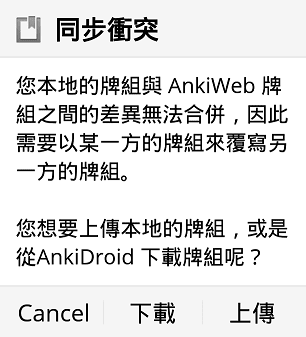 同步衝突
您本地的牌組與 AnkiWeb 牌
組之間的差異無法合併，因此
需要以某一方的牌組來覆寫另
一方的牌組。
您想要上傳本地的牌組，或是
從AnkiDroid 下載牌組呢？
Cancel 下載 上傳